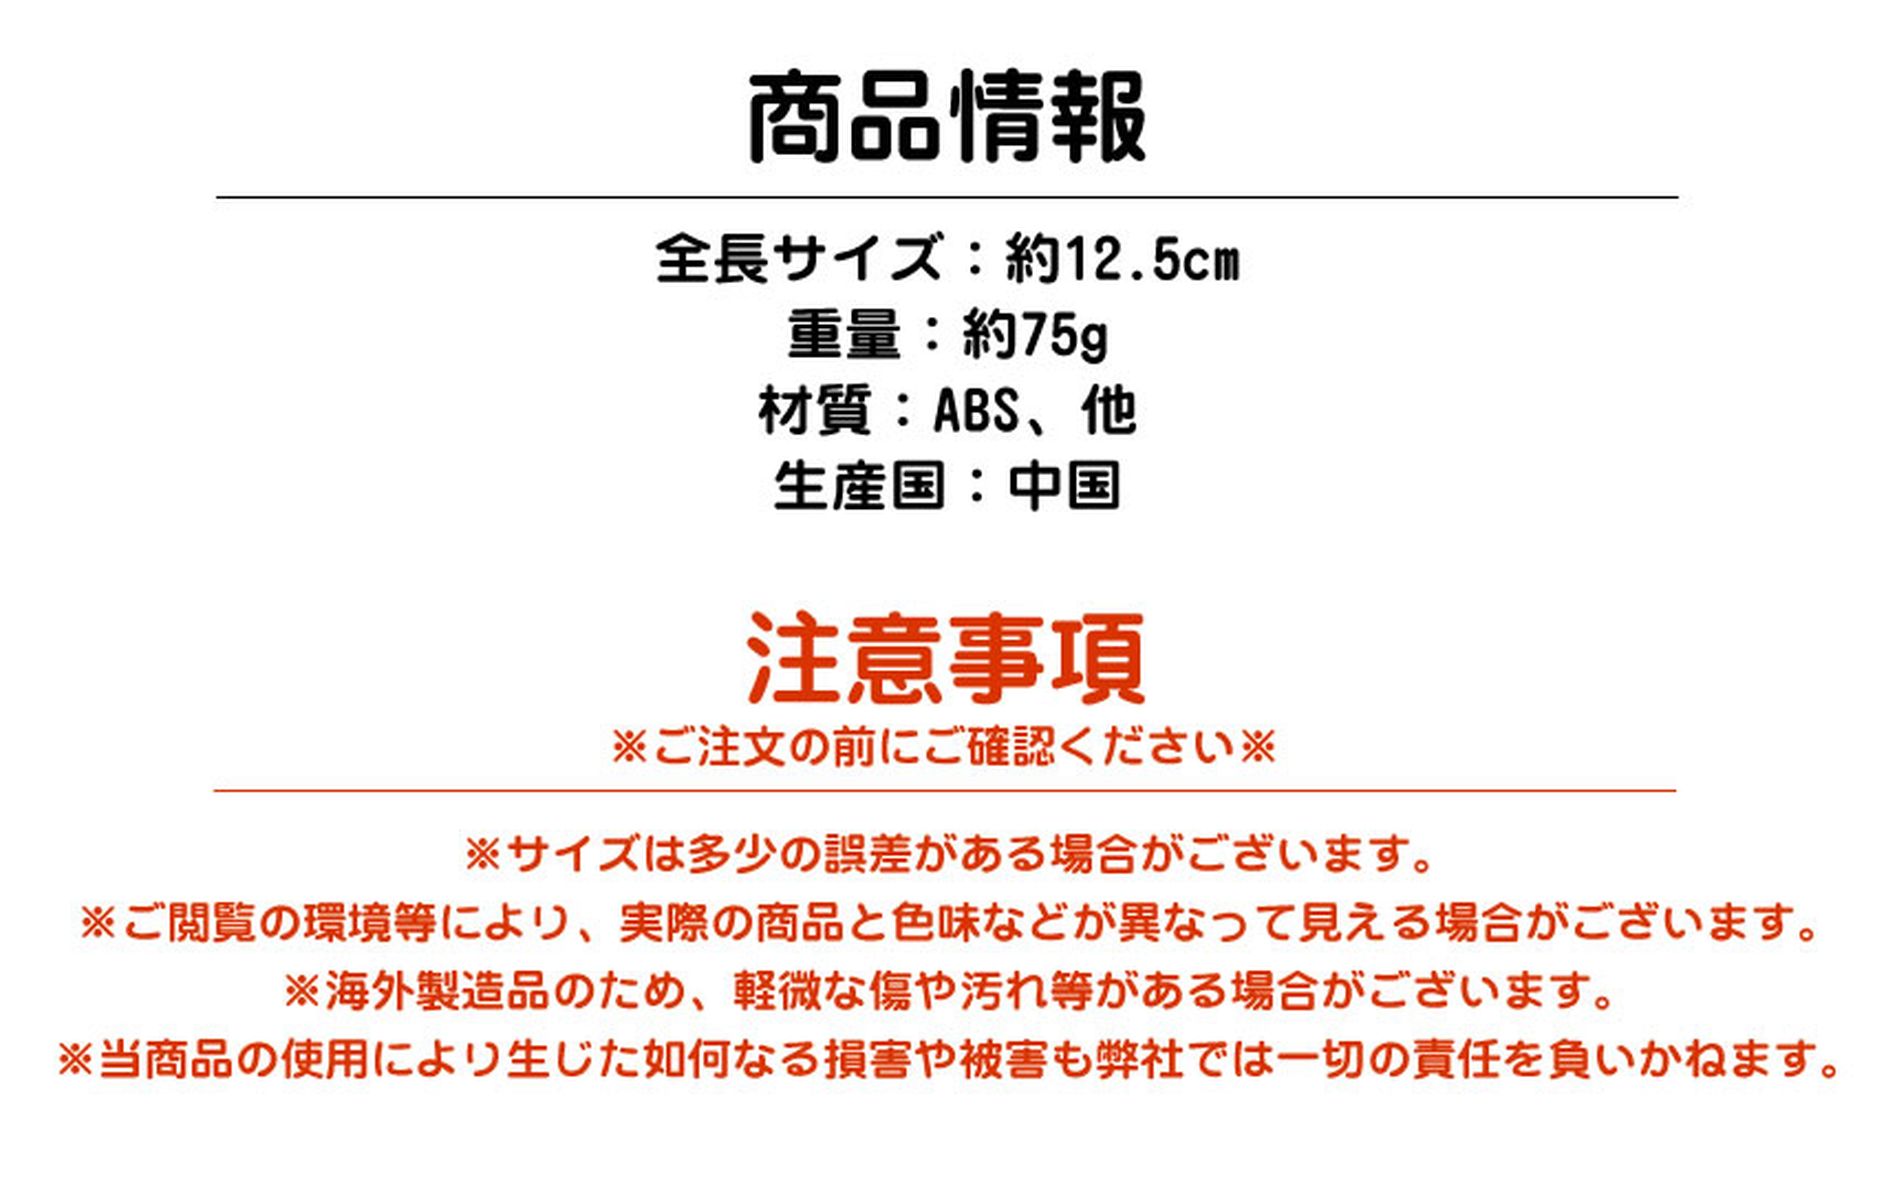 商品情報
全長サイズ：約12.5cm
重量：約75g
材質：ABS、他
生産国：中国
注意事項
※ご注文の前にご確認ください※
※サイズは多少の誤差がある場合がございます。
※ご閲覧の環境等により、実際の商品と色味などが異なって見える場合がございます。
※海外製造品のため、軽微な傷や汚れ等がある場合がございます。
※当商品の使用により生じた如何なる損害や被害も弊社では一切の責任を負いかねます。